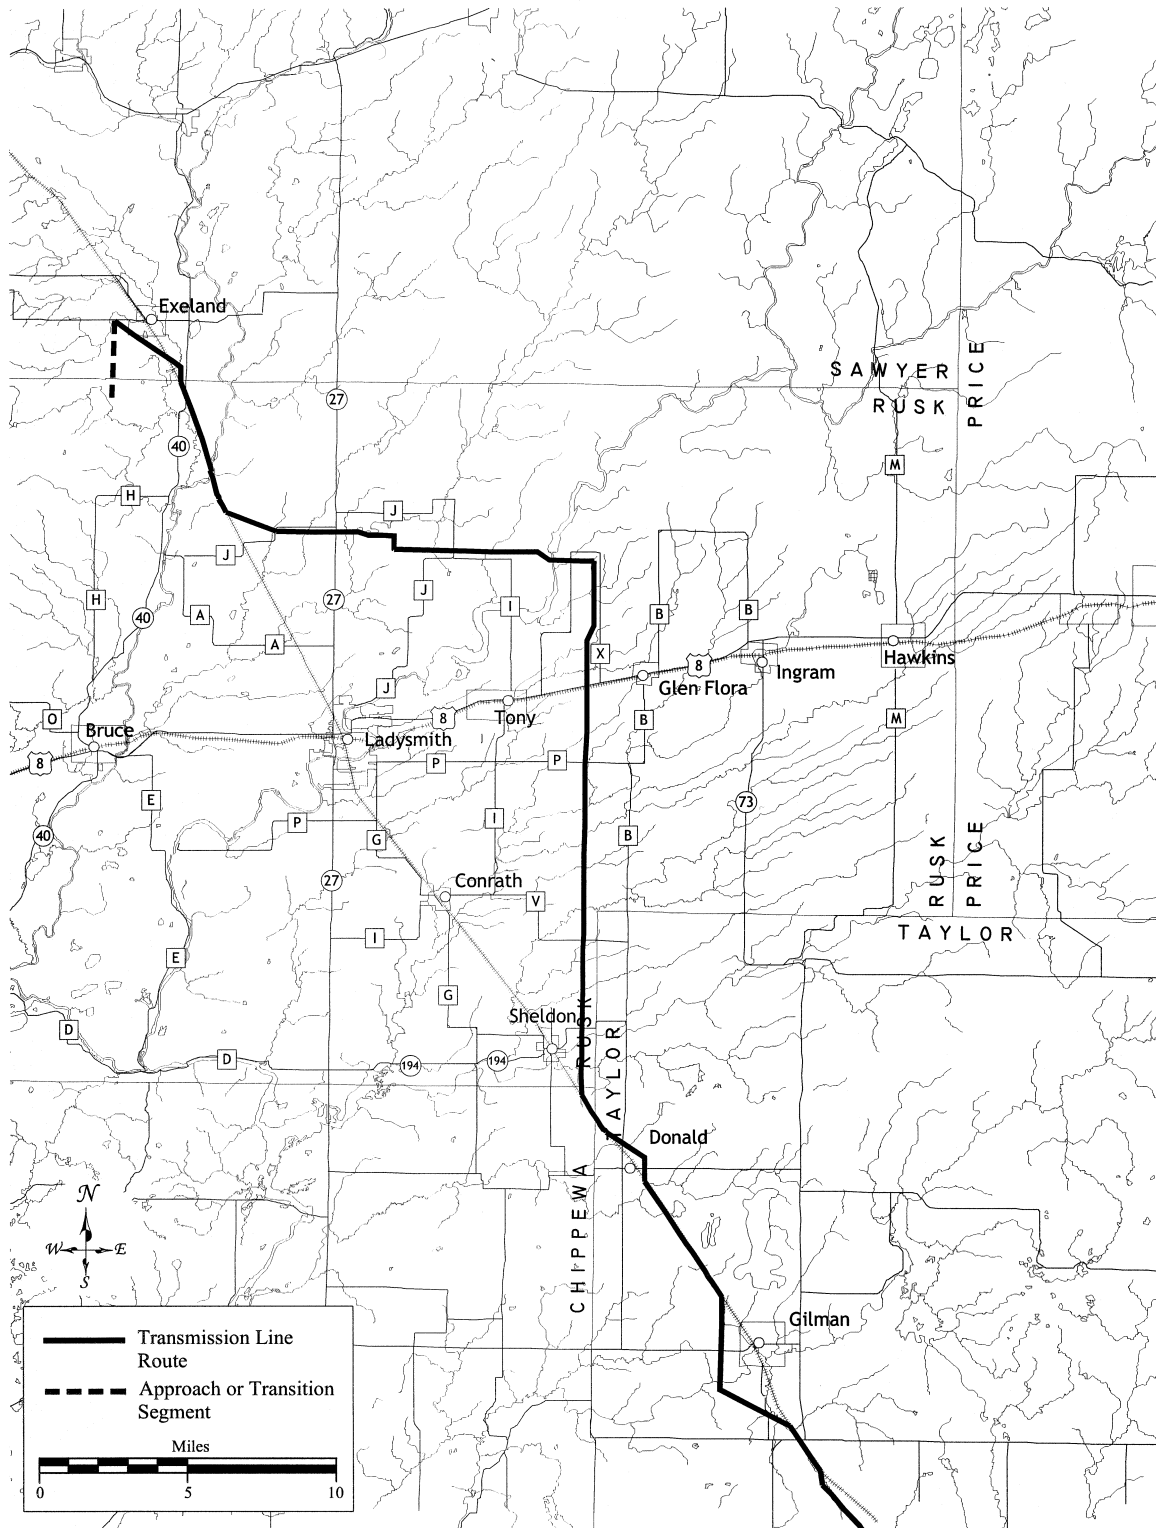 Exeland
SAWYER
PRICE
27
RUSK
40
M
H
J
J
J
H
27
I
B
B
A
40
A
X
8
Hawkins
Ingram
J
Glen Flora
O
8
Tony
B
M
Bruce
Ladysmith
8
P
P
E
73
P
I
40
G
B
RUSK
PRICE
27
Conrath
V
I
TAYLOR
E
G
Sheldon
RUSK
D
TAYLOR
D
194
194
Donald
CHIPPEWA
N
W
E
S
Gilman
Transmission Line
Route
Approach or Transition
Segment
Miles
0
5
10